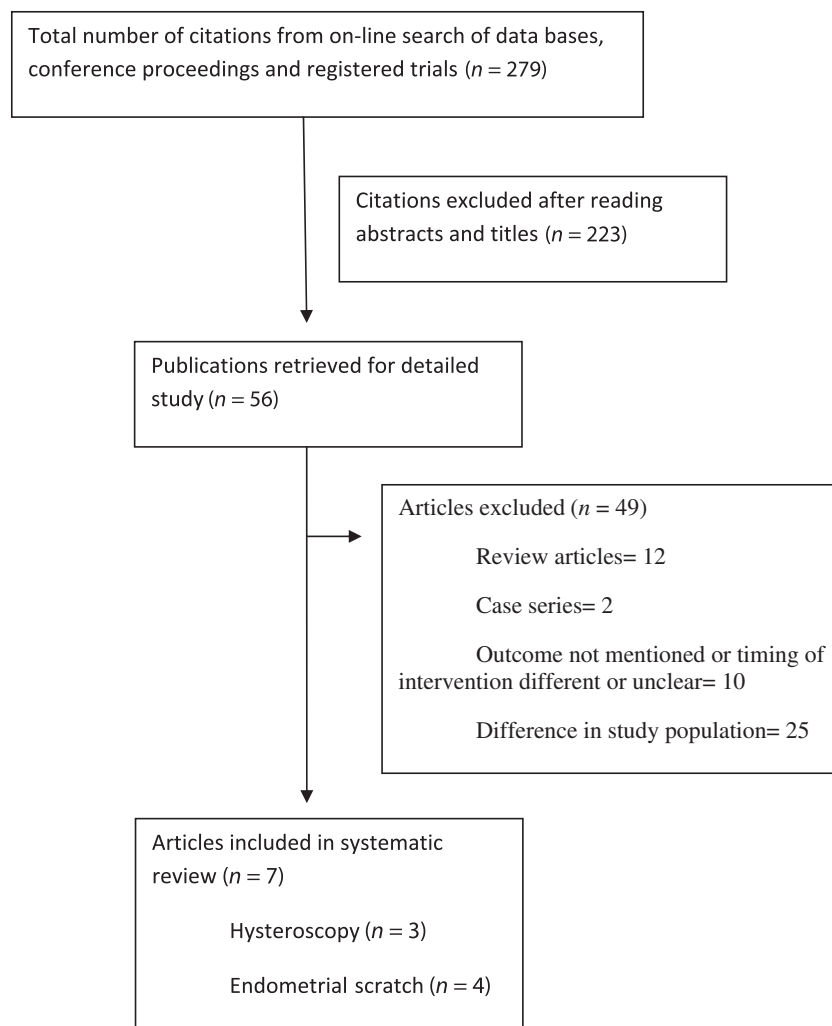 Total number of citations from on-line search of data bases,
conference proceedings and registered trials (n = 279)
Citations excluded after reading
abstracts and titles (n = 223)
Publications retrieved for detailed
study (n = 56)
Articles excluded (n = 49)
Review articles= 12
Case series= 2
Outcome not mentioned or timing of
intervention different or unclear= 10
Difference in study population= 25
Articles included in systematic
review (n = 7)
Hysteroscopy (n = 3)
Endometrial scratch (n = 4)